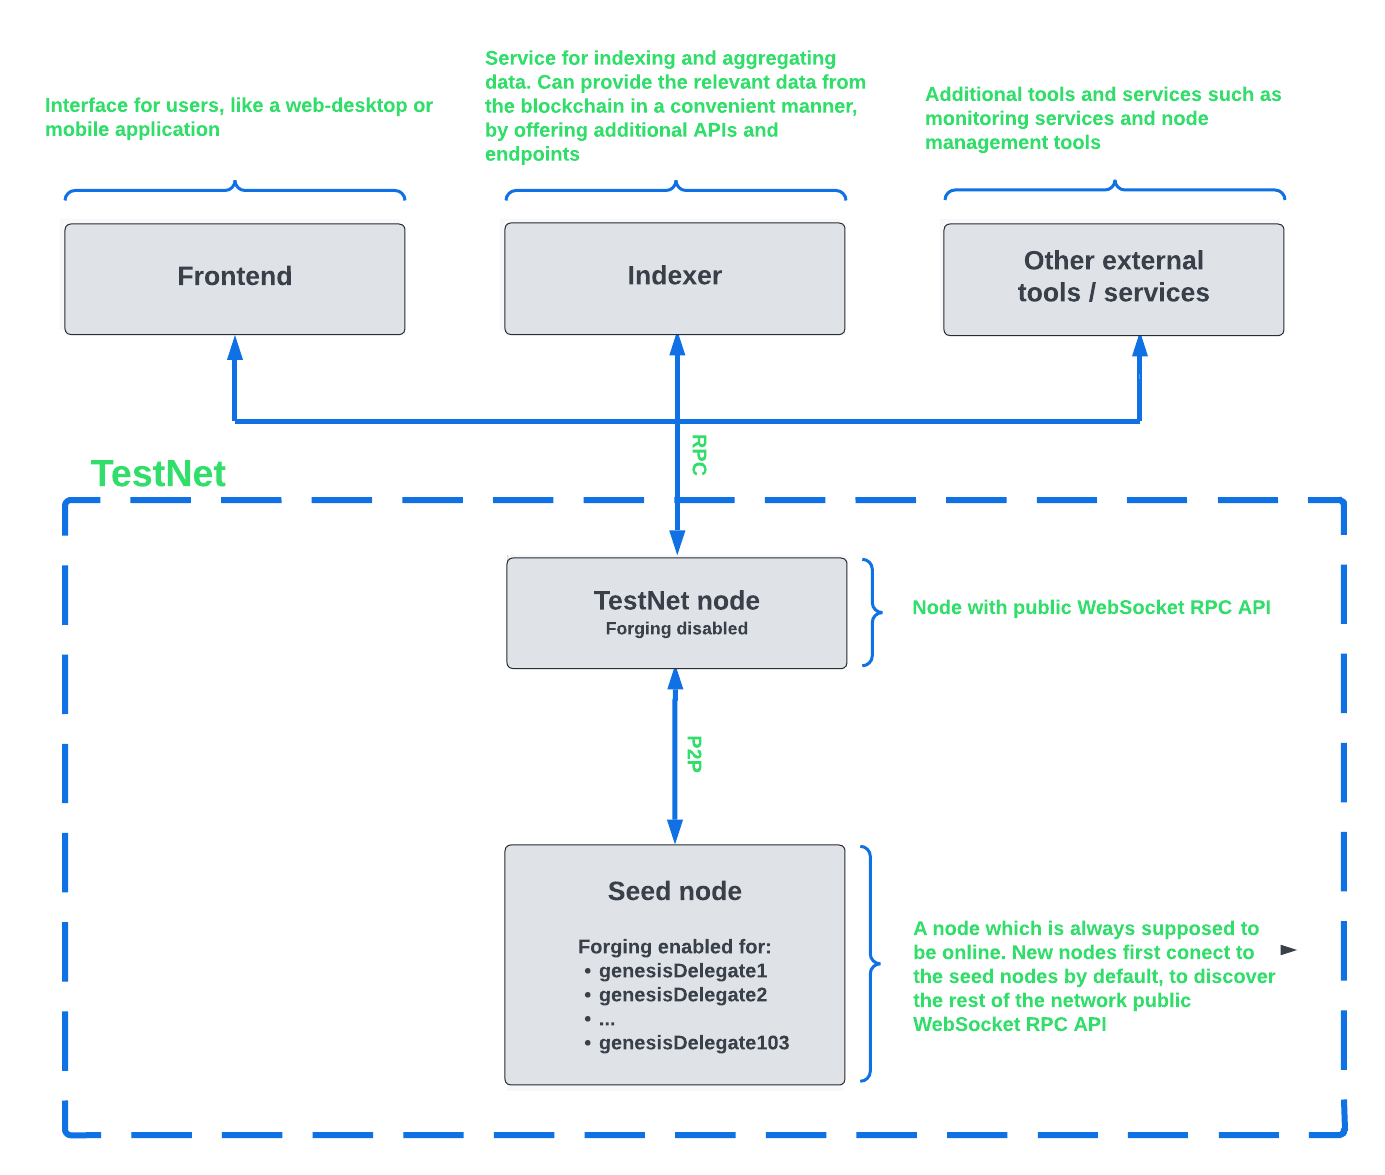 Interface for users, like a web-desktop or
mobile application
Service for indexing and aggregating
data. Can provide the relevant data from
the blockchain in a convenient manner,
by offering additional APIs and
endpoints
Additional tools and services such as
monitoring services and node
management tools
Frontend
Indexer
Other external
tools / services
RPC
TestNet
TestNet node
Forging disabled
Node with public WebSocket RPC API
P2P
Seed node
Forging enabled for:
• genesisDelegate1
• genesisDelegate2
• ...
• genesisDelegate103
A node which is always supposed to
be online. New nodes first conect to
the seed nodes by default, to discover
the rest of the network public
WebSocket RPC API